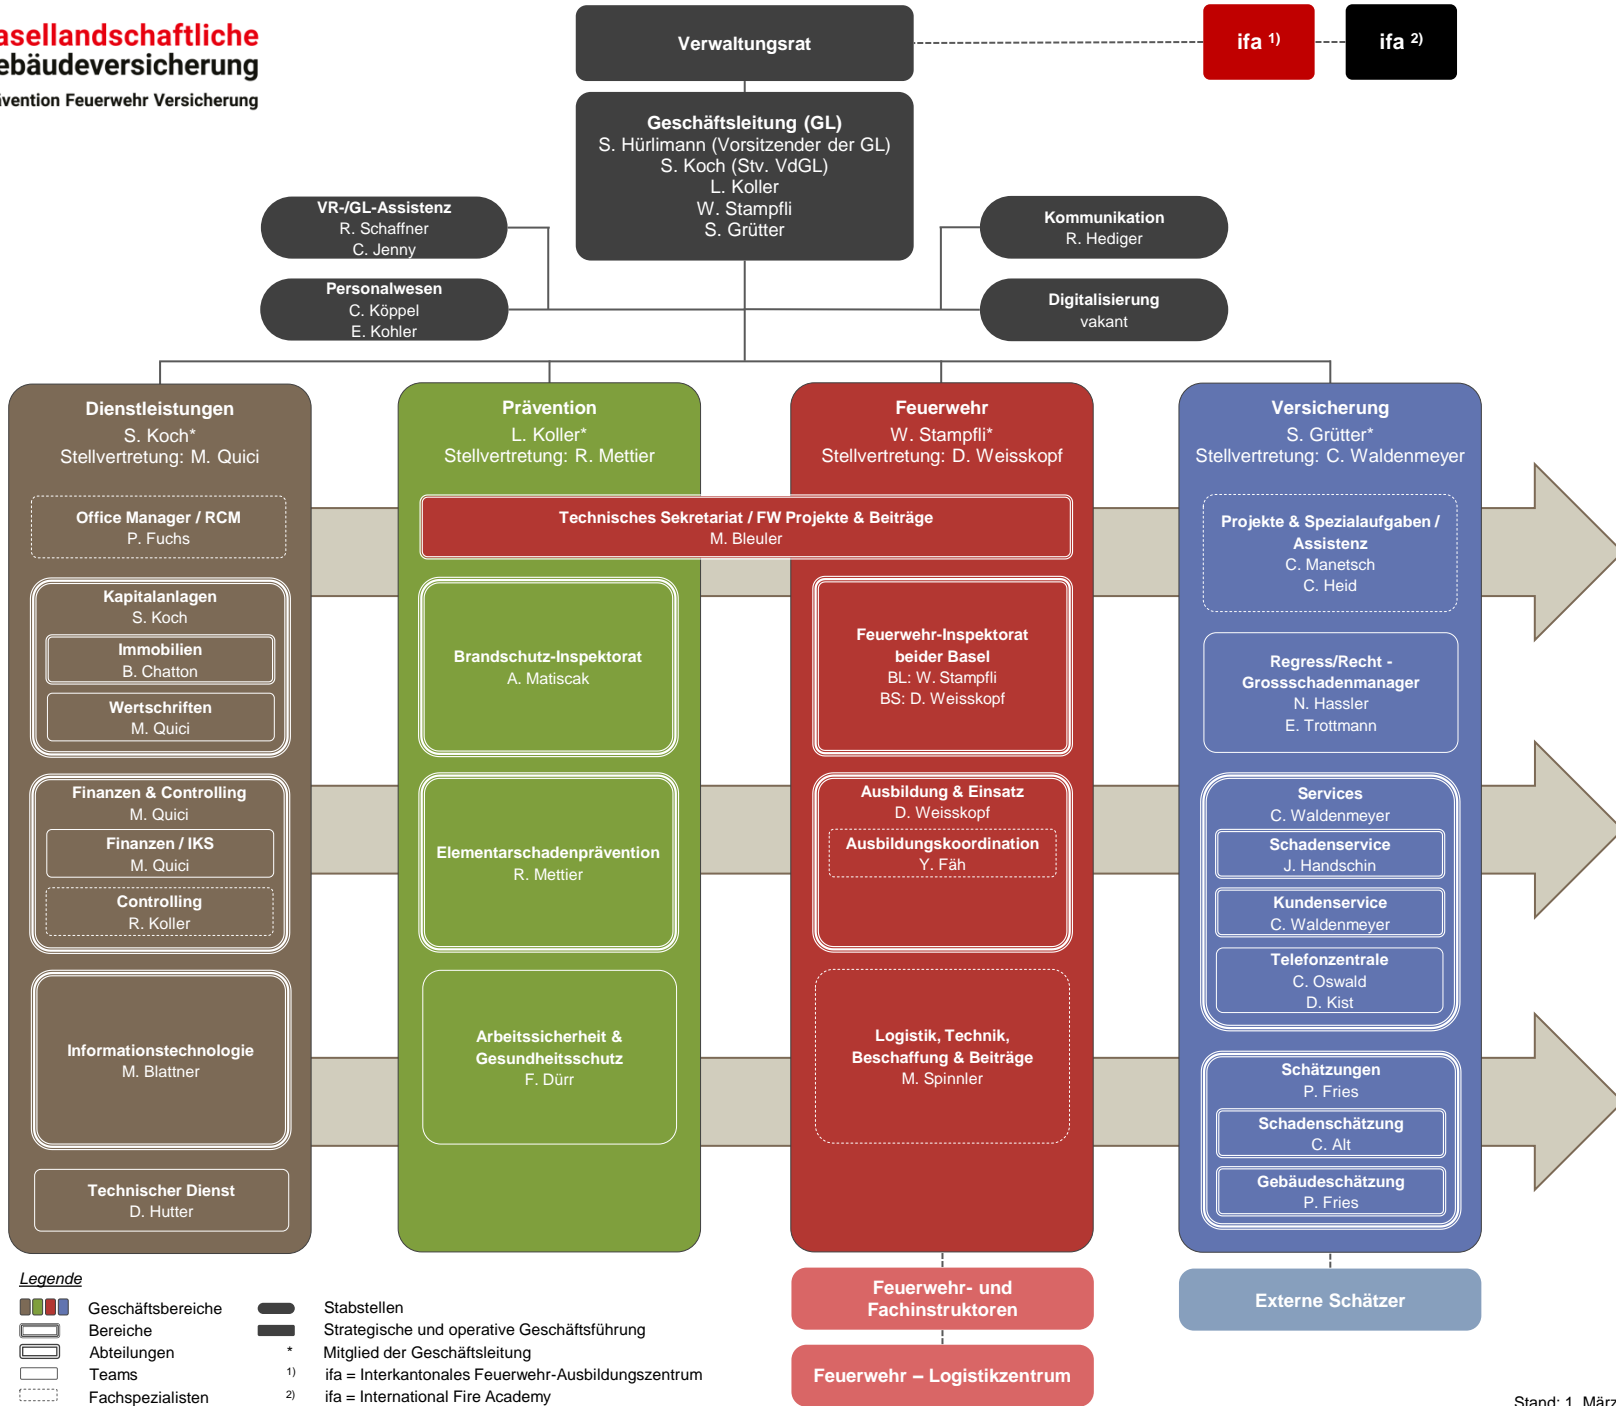 asellandschaftliche
ebäudeversicherung
ävention Feuerwehr Versicherung
Verwaltungsrat
ifa 1)
ifa 2)
Geschäftsleitung (GL)
S. Hürlimann (Vorsitzender der GL)
S. Koch (Stv. VdGL)
L. Koller
W. Stampfli
S. Grütter
VR-/GL-Assistenz
R. Schaffner
C. Jenny
Kommunikation
R. Hediger
Personalwesen
C. Köppel
E. Kohler
Digitalisierung
vakant
Dienstleistungen
S. Koch*
Stellvertretung: M. Quici
Office Manager / RCM
P. Fuchs
Kapitalanlagen
S. Koch
Immobilien
B. Chatton
Wertschriften
M. Quici
Finanzen & Controlling
M. Quici
Finanzen / IKS
M. Quici
Controlling
R. Koller
Informationstechnologie
M. Blattner
Technischer Dienst
D. Hutter
Prävention
L. Koller*
Stellvertretung: R. Mettier
Technisches Sekretariat / FW Projekte & Beiträge
M. Bleuler
Brandschutz-Inspektorat
A. Matiscak
Elementarschadenprävention
R. Mettier
Arbeitssicherheit &
Gesundheitsschutz
F. Dürr
Feuerwehr
W. Stampfli*
Stellvertretung: D. Weisskopf
Feuerwehr-Inspektorat
beider Basel
BL: W. Stampfli
BS: D. Weisskopf
Ausbildung & Einsatz
D. Weisskopf
Ausbildungskoordination
Y. Fäh
Logistik, Technik,
Beschaffung & Beiträge
M. Spinnler
Feuerwehr- und
Fachinstruktoren
Feuerwehr – Logistikzentrum
Versicherung
S. Grütter*
Stellvertretung: C. Waldenmeyer
Projekte & Spezialaufgaben /
Assistenz
C. Manetsch
C. Heid
Regress/Recht -
Grossschadenmanager
N. Hassler
E. Trottmann
Services
C. Waldenmeyer
Schadenservice
J. Handschin
Kundenservice
C. Waldenmeyer
Telefonzentrale
C. Oswald
D. Kist
Schätzungen
P. Fries
Schadenschätzung
C. Alt
Gebäudeschätzung
P. Fries
Externe Schätzer
Legende
Geschäftsbereiche
Bereiche
Abteilungen
Teams
Fachspezialisten
Stabstellen
Strategische und operative Geschäftsführung
* Mitglied der Geschäftsleitung
1) ifa = Interkantonales Feuerwehr-Ausbildungszentrum
2) ifa = International Fire Academy
Stand: 1. März